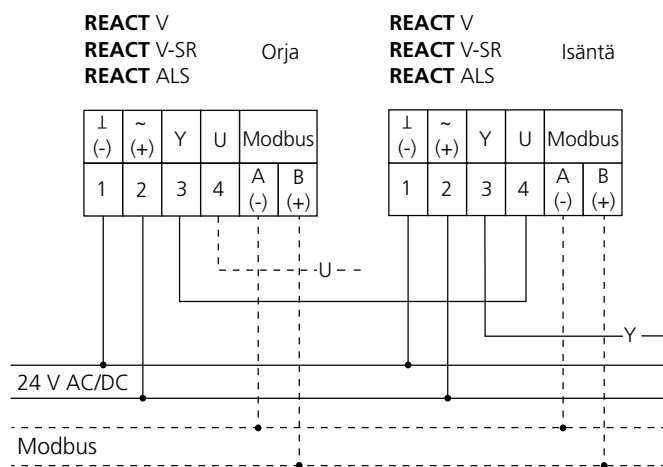 REACT V
REACT V-SR
REACT ALS
Orja
⊥ (-) ~ (+) Y U Modbus
1 2 3 4 A (-) B (+)
REACT V
REACT V-SR
REACT ALS
Isäntä
⊥ (-) ~ (+) Y U Modbus
1 2 3 4 A (-) B (+)
U
Y
24 V AC/DC
Modbus